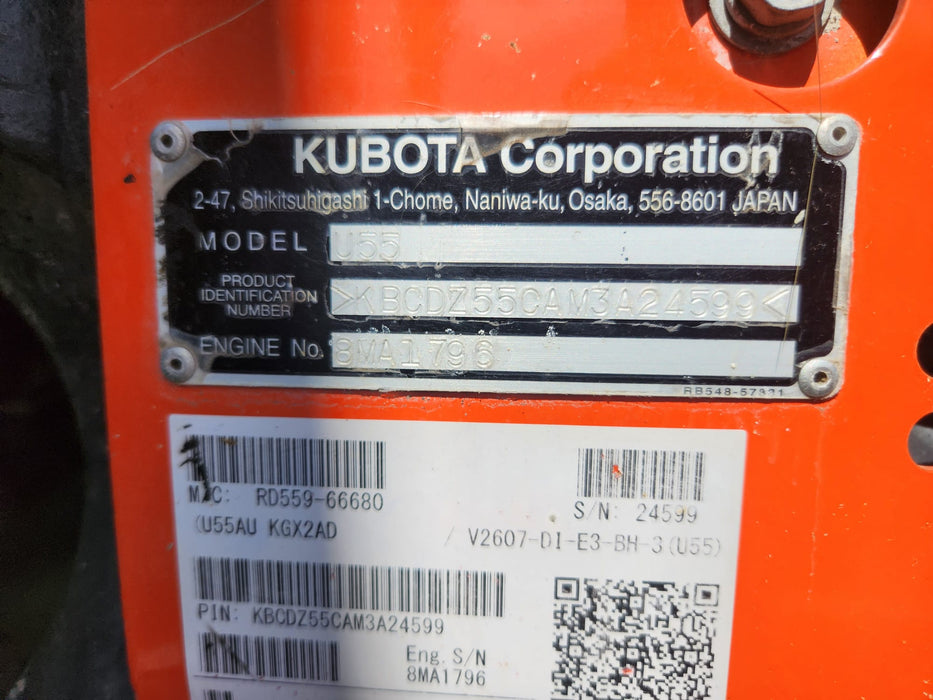 KUBOTA Corporation
2-47, Shikitsuhigashi 1-Chome, Naniwa-ku, Osaka, 556-8601 JAPAN
MODEL U55
PRODUCT IDENTIFICATION NUMBER >KBCDZ55CAM3A24599<
ENGINE No. 8MA1796
RB548-57331
M/C: RD559-66680
S/N: 24599
(U55AU KGX2AD / V2607-DI-E3-BH-3(U55)
PIN: KBCDZ55CAM3A24599
Eng. S/N
8MA1796